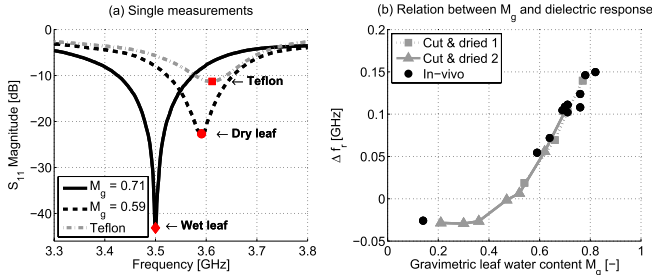 (a) Single measurements
0
-10
-20
-30
-40
S11 Magnitude [dB]
← Teflon
← Dry leaf
← Wet leaf
Mg = 0.71
Mg = 0.59
Teflon
3.3
3.4
3.5
3.6
3.7
3.8
Frequency [GHz]
(b) Relation between Mg and dielectric response
0.2
0.15
0.1
0.05
0
-0.05
Δ fr [GHz]
Cut & dried 1
Cut & dried 2
In-vivo
0
0.2
0.4
0.6
0.8
1
Gravimetric leaf water content Mg [-]